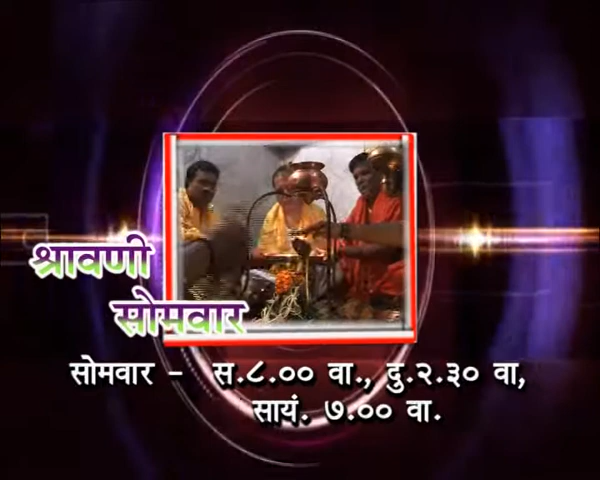 श्रावणी
सोमवार
सोमवार - स.८.०० वा., दु.२.३० वा,
सायं. ७.०० वा.